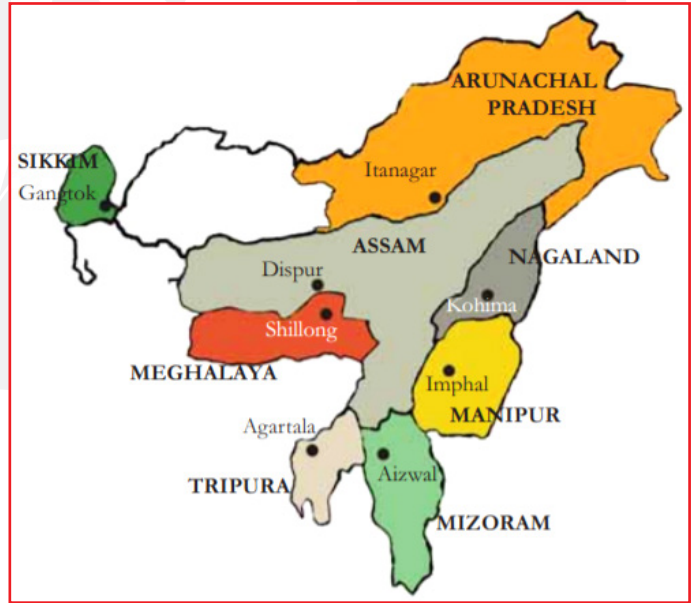 ARUNACHAL
PRADESH
SIKKIM
Gangtok
Itanagar
ASSAM
NAGALAND
Dispur
Kohima
Shillong
MEGHALAYA
Imphal
MANIPUR
Agartala
Aizwal
TRIPURA
MIZORAM